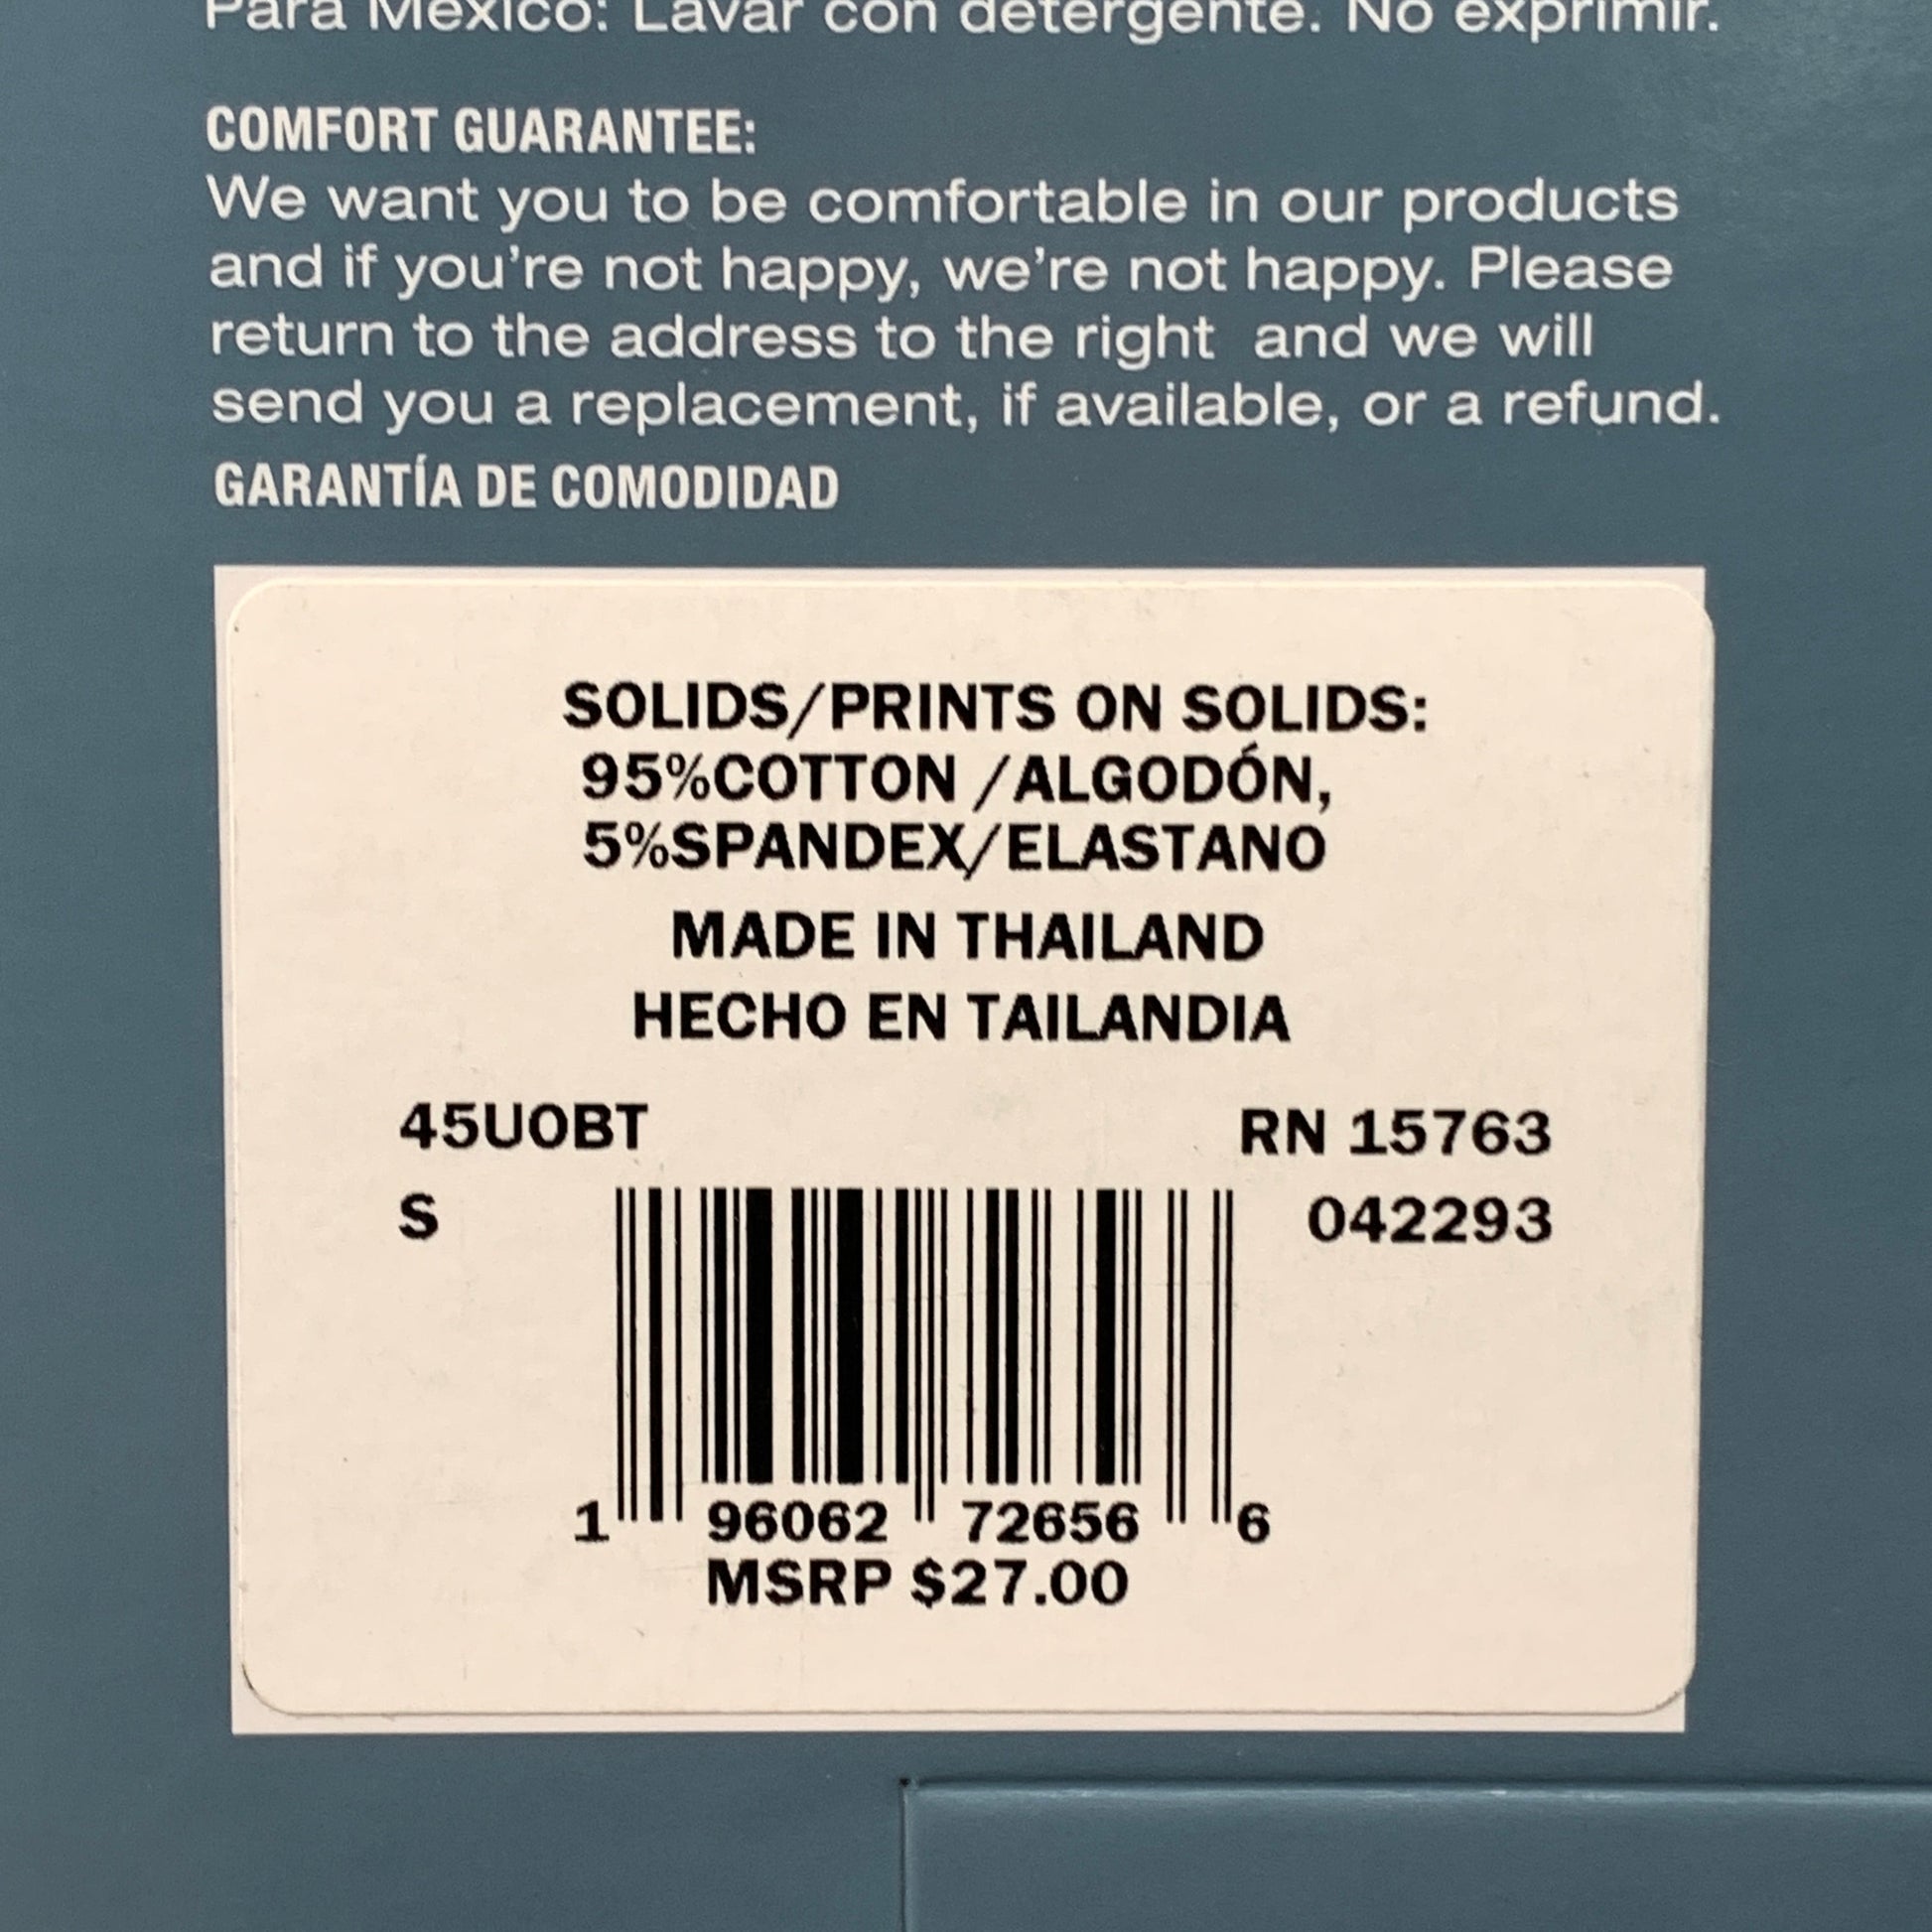 Para México: Lavar con detergente. No exprimir.
COMFORT GUARANTEE:
We want you to be comfortable in our products
and if you're not happy, we're not happy. Please
return to the address to the right and we will
send you a replacement, if available, or a refund.
GARANTÍA DE COMODIDAD
SOLIDS/PRINTS ON SOLIDS:
95%COTTON /ALGODÓN,
5%SPANDEX/ELASTANO
MADE IN THAILAND
HECHO EN TAILANDIA
45UOBT RN 15763
S 042293
1 96062 72656 6
MSRP $27.00